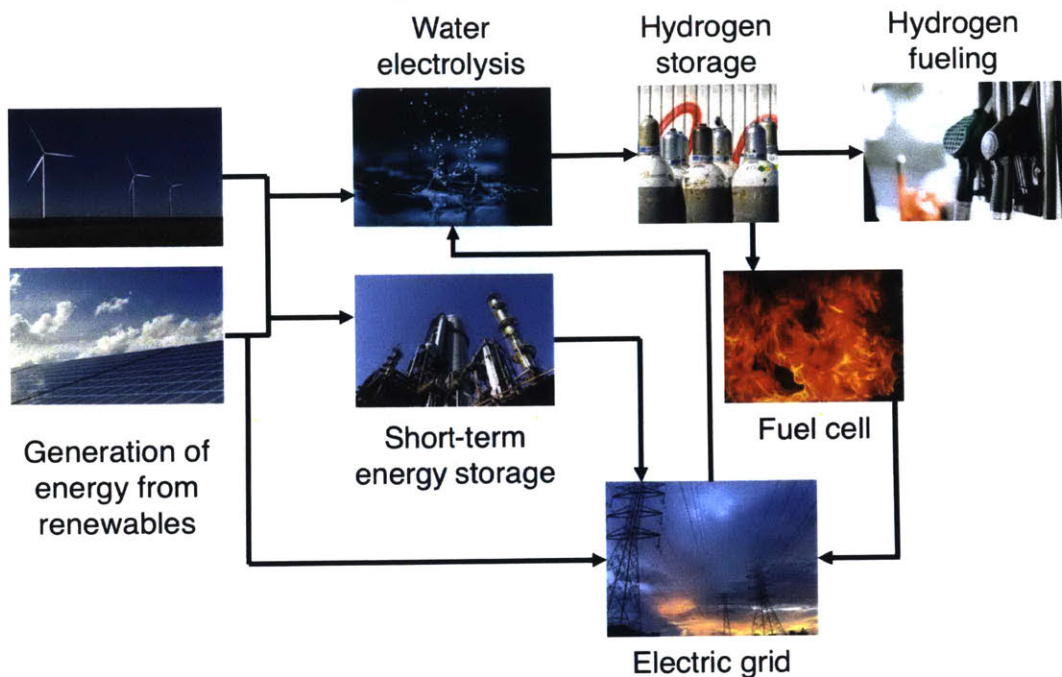 Water
electrolysis
Hydrogen
storage
Hydrogen
fueling
Generation of
energy from
renewables
Short-term
energy storage
Fuel cell
Electric grid